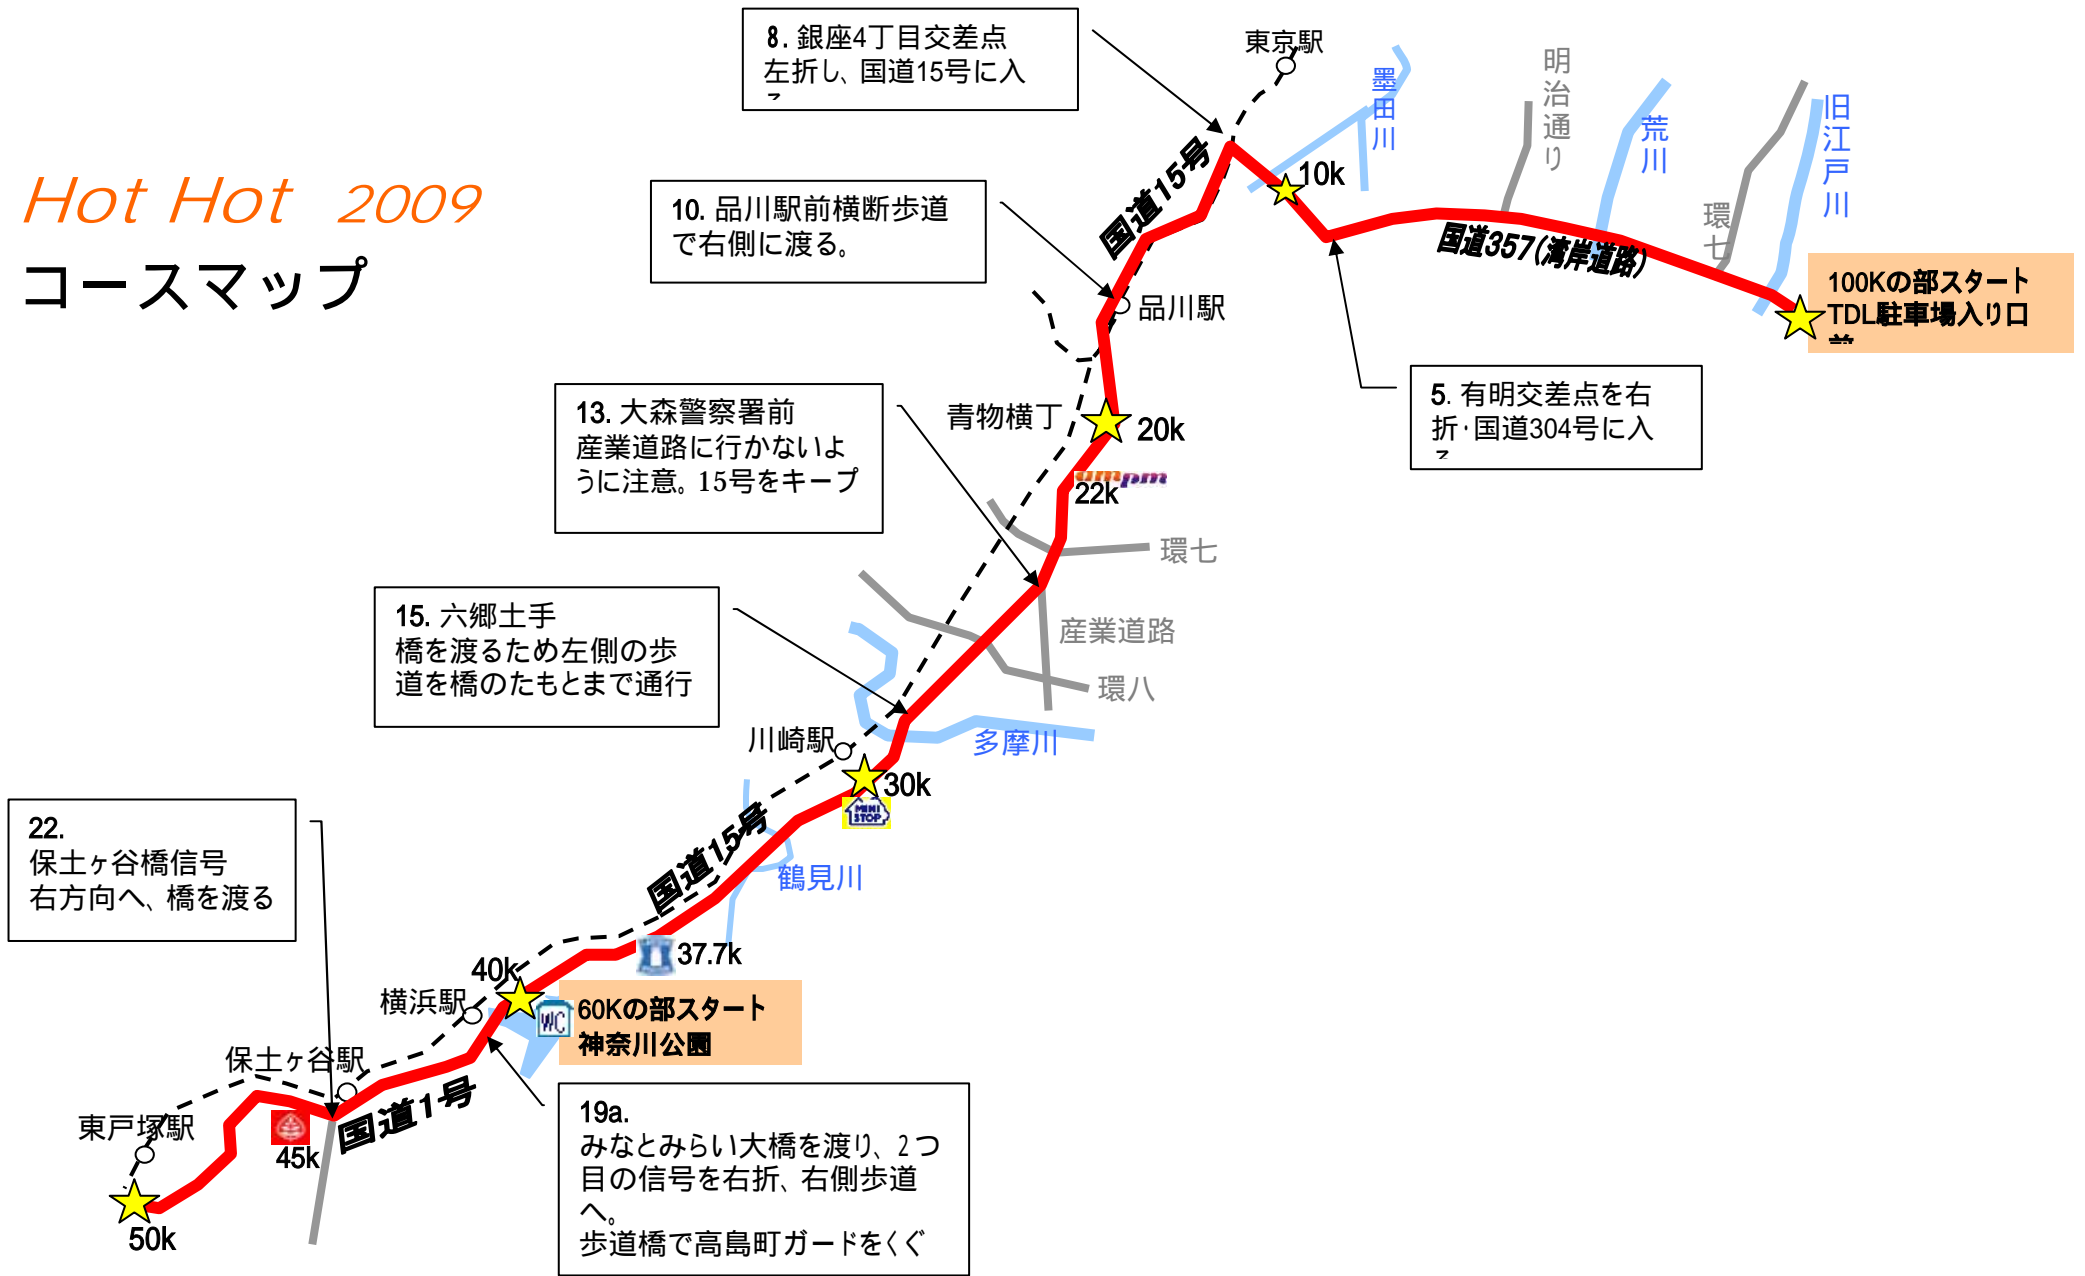 Hot Hot 2009
コースマップ
8. 銀座4丁目交差点
左折し、国道15号に入
東京駅
墨田川
明治通り
荒川
環七
旧江戸川
10k
国道15号
10. 品川駅前横断歩道
で右側に渡る。
国道357(湾岸道路)
100Kの部スタート
TDL駐車場入り口
品川駅
5. 有明交差点を右
折・国道304号に入
13. 大森警察署前
産業道路に行かないよ
うに注意。15号をキープ
青物横丁
20k
ampm
22k
環七
15. 六郷土手
橋を渡るため左側の歩
道を橋のたもとまで通行
産業道路
環八
川崎駅
多摩川
30k
MINI
STOP
国道15号
鶴見川
22.
保土ヶ谷橋信号
右方向へ、橋を渡る
37.7k
40k
横浜駅
WC
60Kの部スタート
神奈川公園
保土ヶ谷駅
国道1号
東戸塚駅
45k
50k
19a.
みなとみらい大橋を渡り、2つ
目の信号を右折、右側歩道
へ。
歩道橋で高島町ガードをくぐ